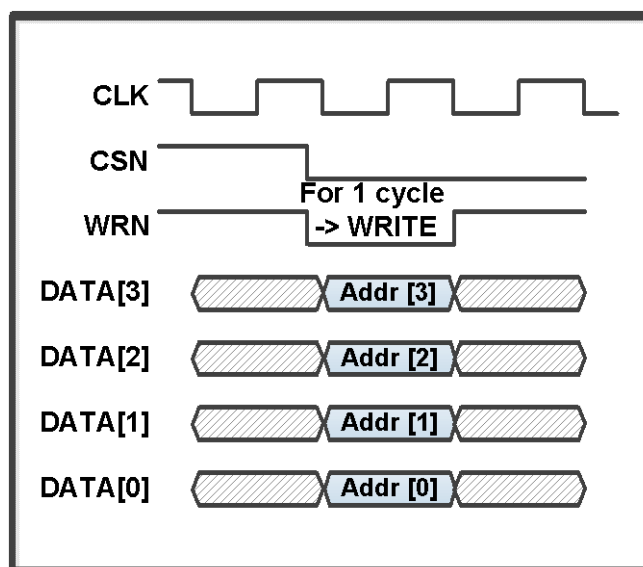 CLK
CSN
For 1 cycle
WRN
-> WRITE
DATA[3]
Addr [3]
DATA[2]
Addr [2]
DATA[1]
Addr [1]
DATA[0]
Addr [0]